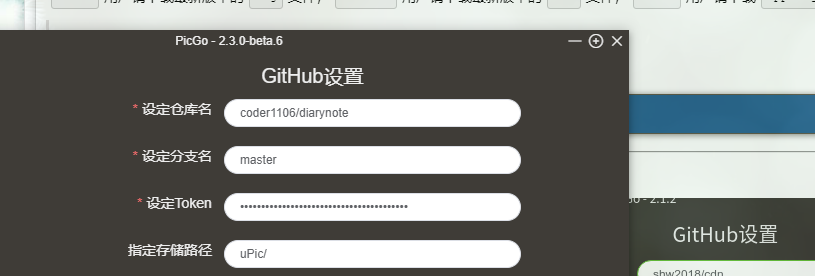 用户请下载最新版本的 文件， 用户请下载最新版本的 文件， 用户请下载
PicGo - 2.3.0-beta.6
GitHub设置
* 设定仓库名 coder1106/diarynote
* 设定分支名 master
* 设定Token
指定存储路径 uPic/
- 2.1.2
GitHub设置
sbw2018/cdn